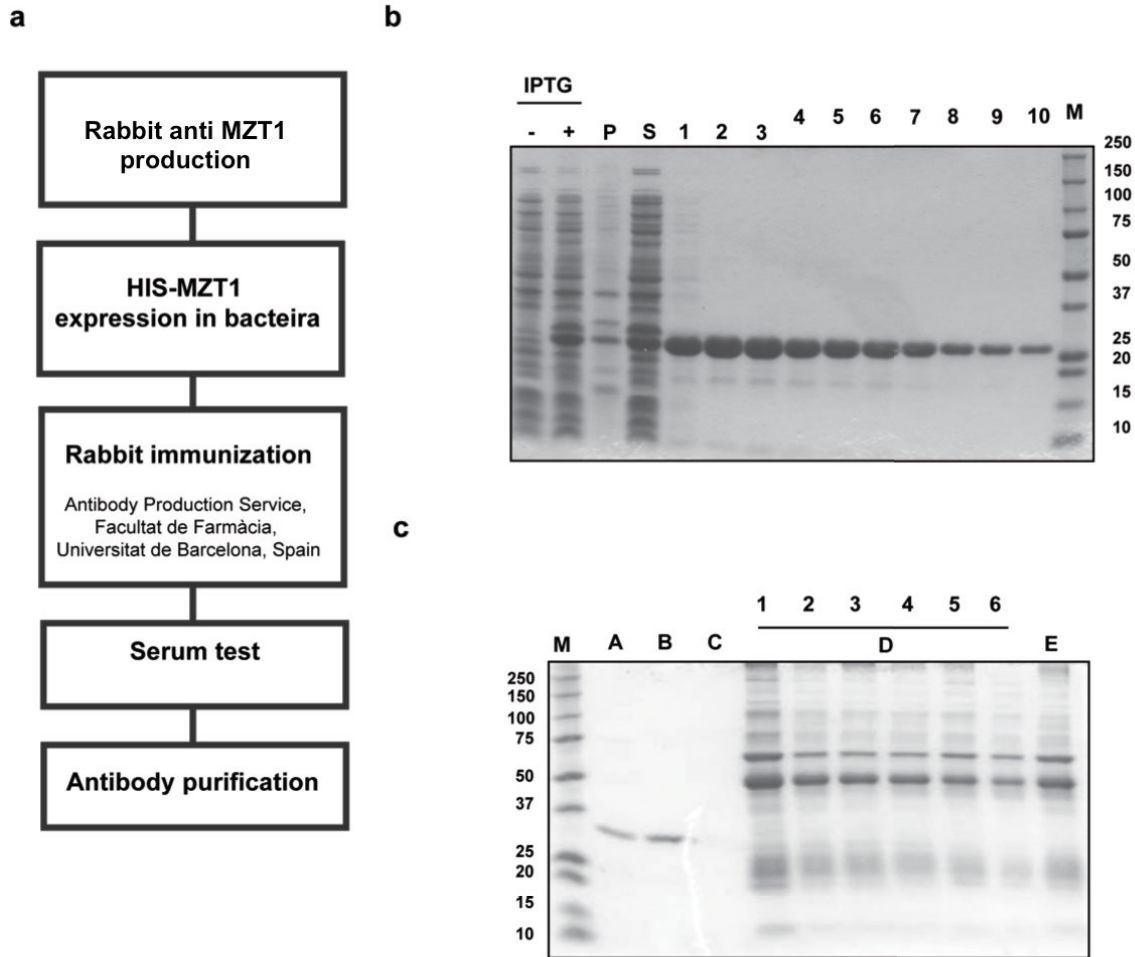 a
Rabbit anti MZT1
production
HIS-MZT1
expression in bacteira
Rabbit immunization
Antibody Production Service,
Facultat de Farmàcia,
Universitat de Barcelona, Spain
Serum test
Antibody purification
b
IPTG
- + P S 1 2 3 4 5 6 7 8 9 10 M
250
150
100
75
50
37
25
20
15
10
c
1 2 3 4 5 6
M A B C D E
250
150
100
75
50
37
25
20
15
10